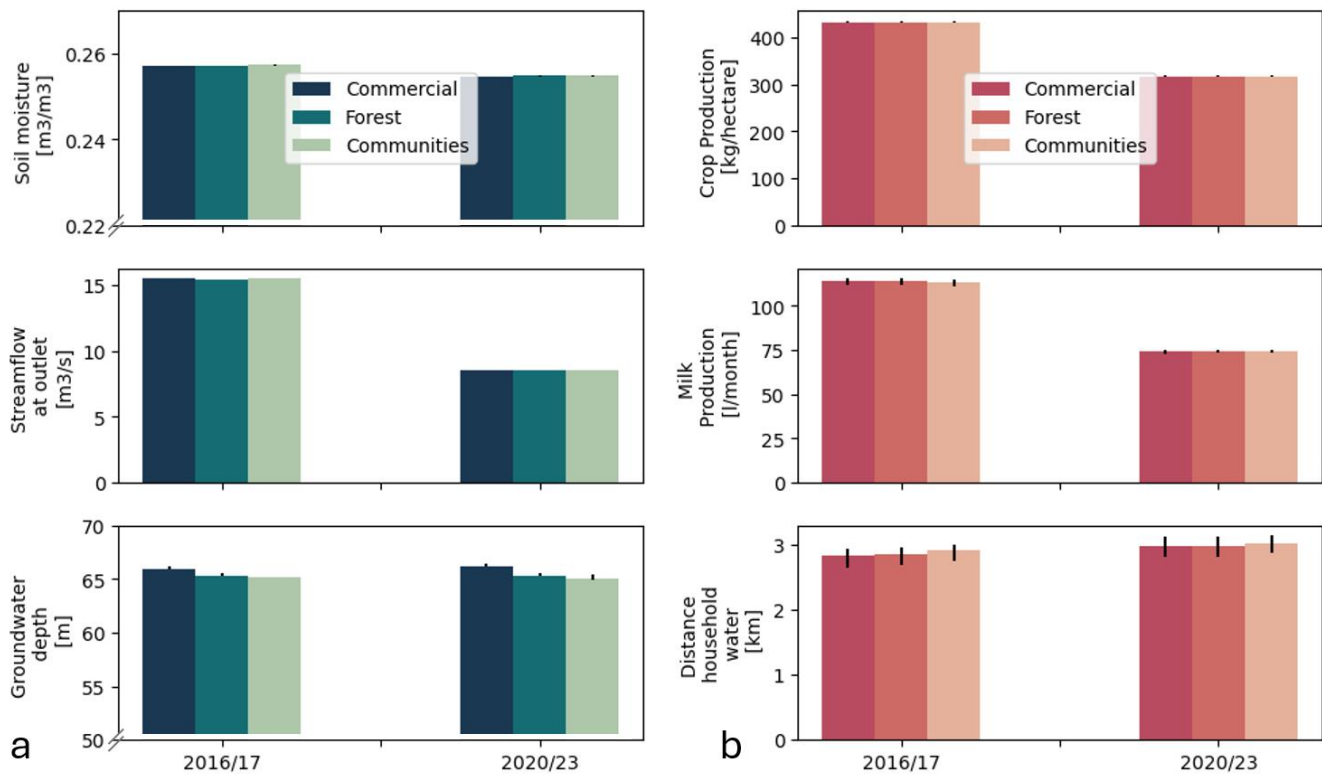 Soil moisture
[m3/m3]
0.26
0.24
0.22
Commercial
Forest
Communities
Streamflow
at outlet
[m3/s]
15
10
5
0
Groundwater
depth
[m]
70
65
60
55
50
2016/17
2020/23
a
Crop Production
[kg/hectare]
400
300
200
100
0
Commercial
Forest
Communities
Milk
Production
[l/month]
100
75
50
25
0
Distance
household
water
[km]
3
2
1
0
2016/17
2020/23
b